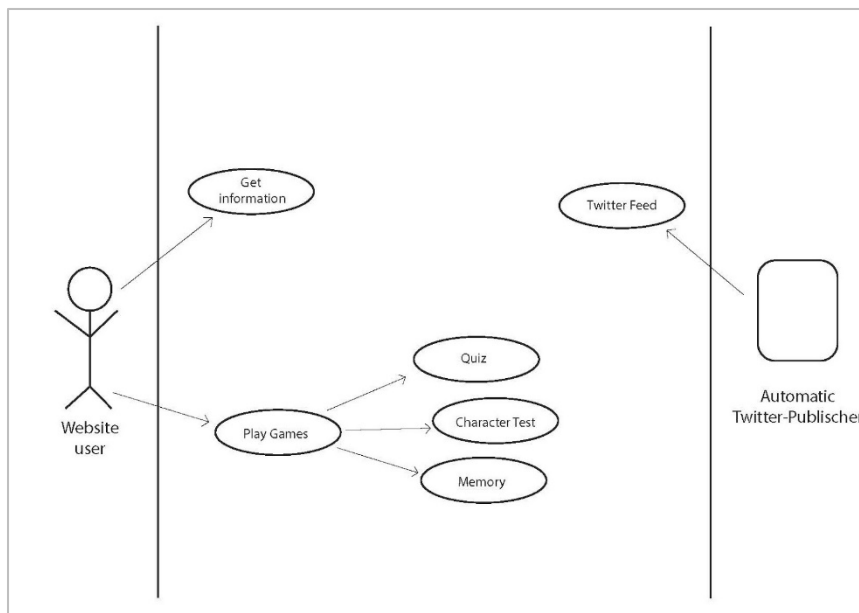 Get
information
Twitter Feed
Quiz
Character Test
Play Games
Memory
Website
user
Automatic
Twitter-Publischer